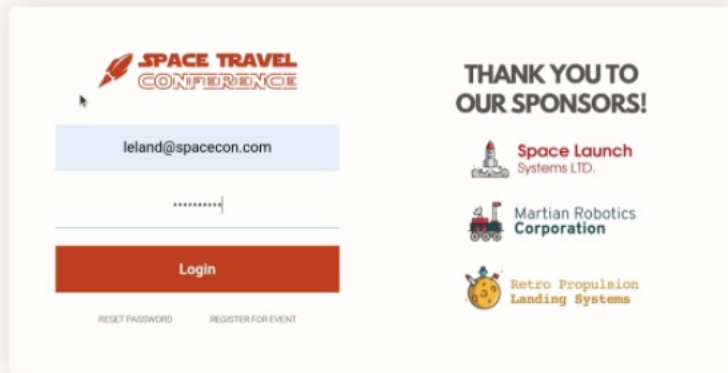 SPACE TRAVEL
CONFERENCE
leland@spacecon.com
Login
RESET PASSWORD
REGISTER FOR EVENT
THANK YOU TO
OUR SPONSORS!
Space Launch
Systems LTD.
Martian Robotics
Corporation
Retro Propulsion
Landing Systems